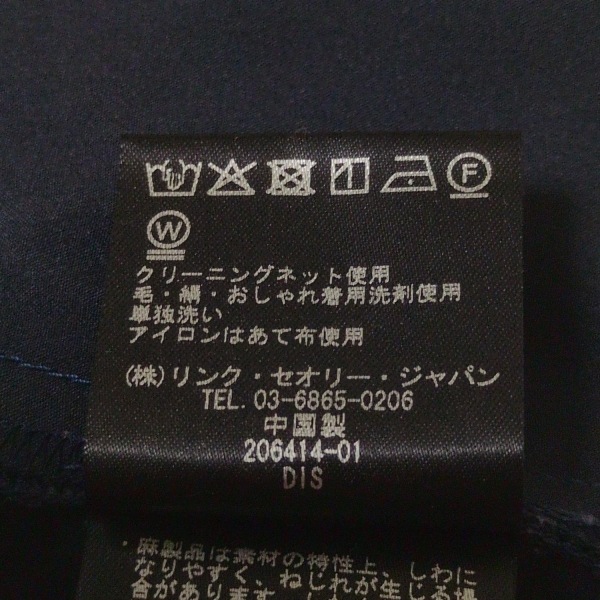 F
W
クリーニングネット使用
毛・絹・おしゃれ着用洗剤使用
単独洗い
アイロンはあて布使用
(株)リンク・セオリー・ジャパン
TEL. 03-6865-0206
中国製
206414-01
DIS
・麻製品は素材の特性上、しわに
なりやすく、ねじれが生じる場
合があります。